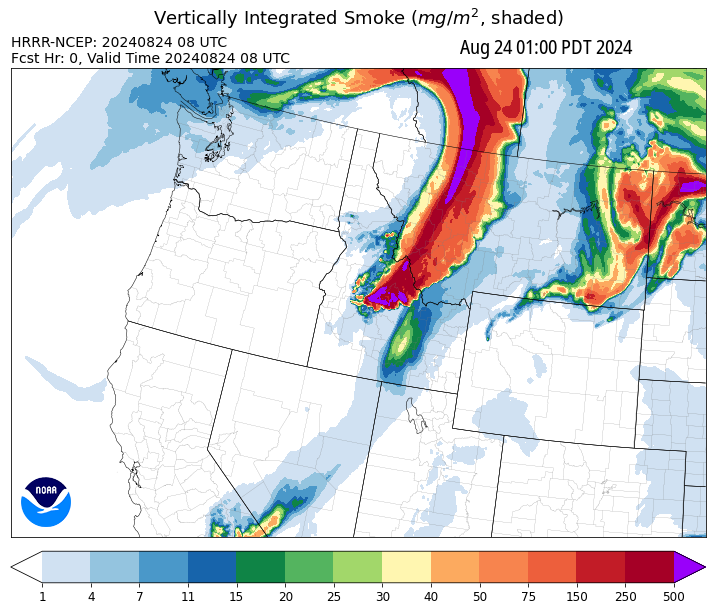 Vertically Integrated Smoke (mg/m², shaded)
HRRR-NCEP: 20240824 08 UTC
Aug 24 01:00 PDT 2024
Fcst Hr: 0, Valid Time 20240824 08 UTC
NOAA
1 4 7 11 15 20 25 30 40 50 75 150 250 500